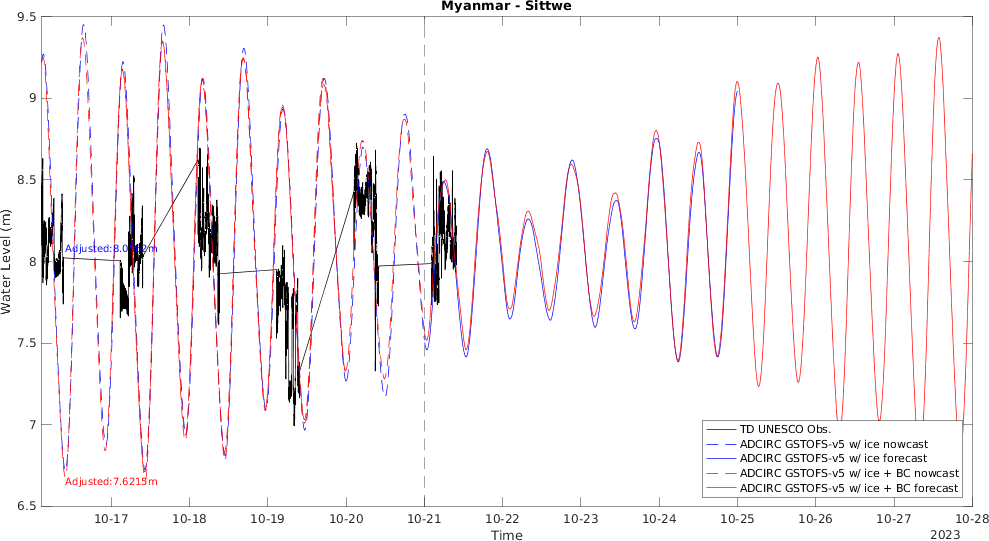 Myanmar - Sittwe
9.5
9
8.5
8
7.5
7
6.5
Water Level (m)
Adjusted:7.6215m
10-17
10-18
10-19
10-20
10-21
10-22
10-23
10-24
10-25
10-26
10-27
10-28
Time
2023
TD UNESCO Obs.
ADCIRC GSTOFS-v5 w/ ice nowcast
ADCIRC GSTOFS-v5 w/ ice forecast
ADCIRC GSTOFS-v5 w/ ice + BC nowcast
ADCIRC GSTOFS-v5 w/ ice + BC forecast